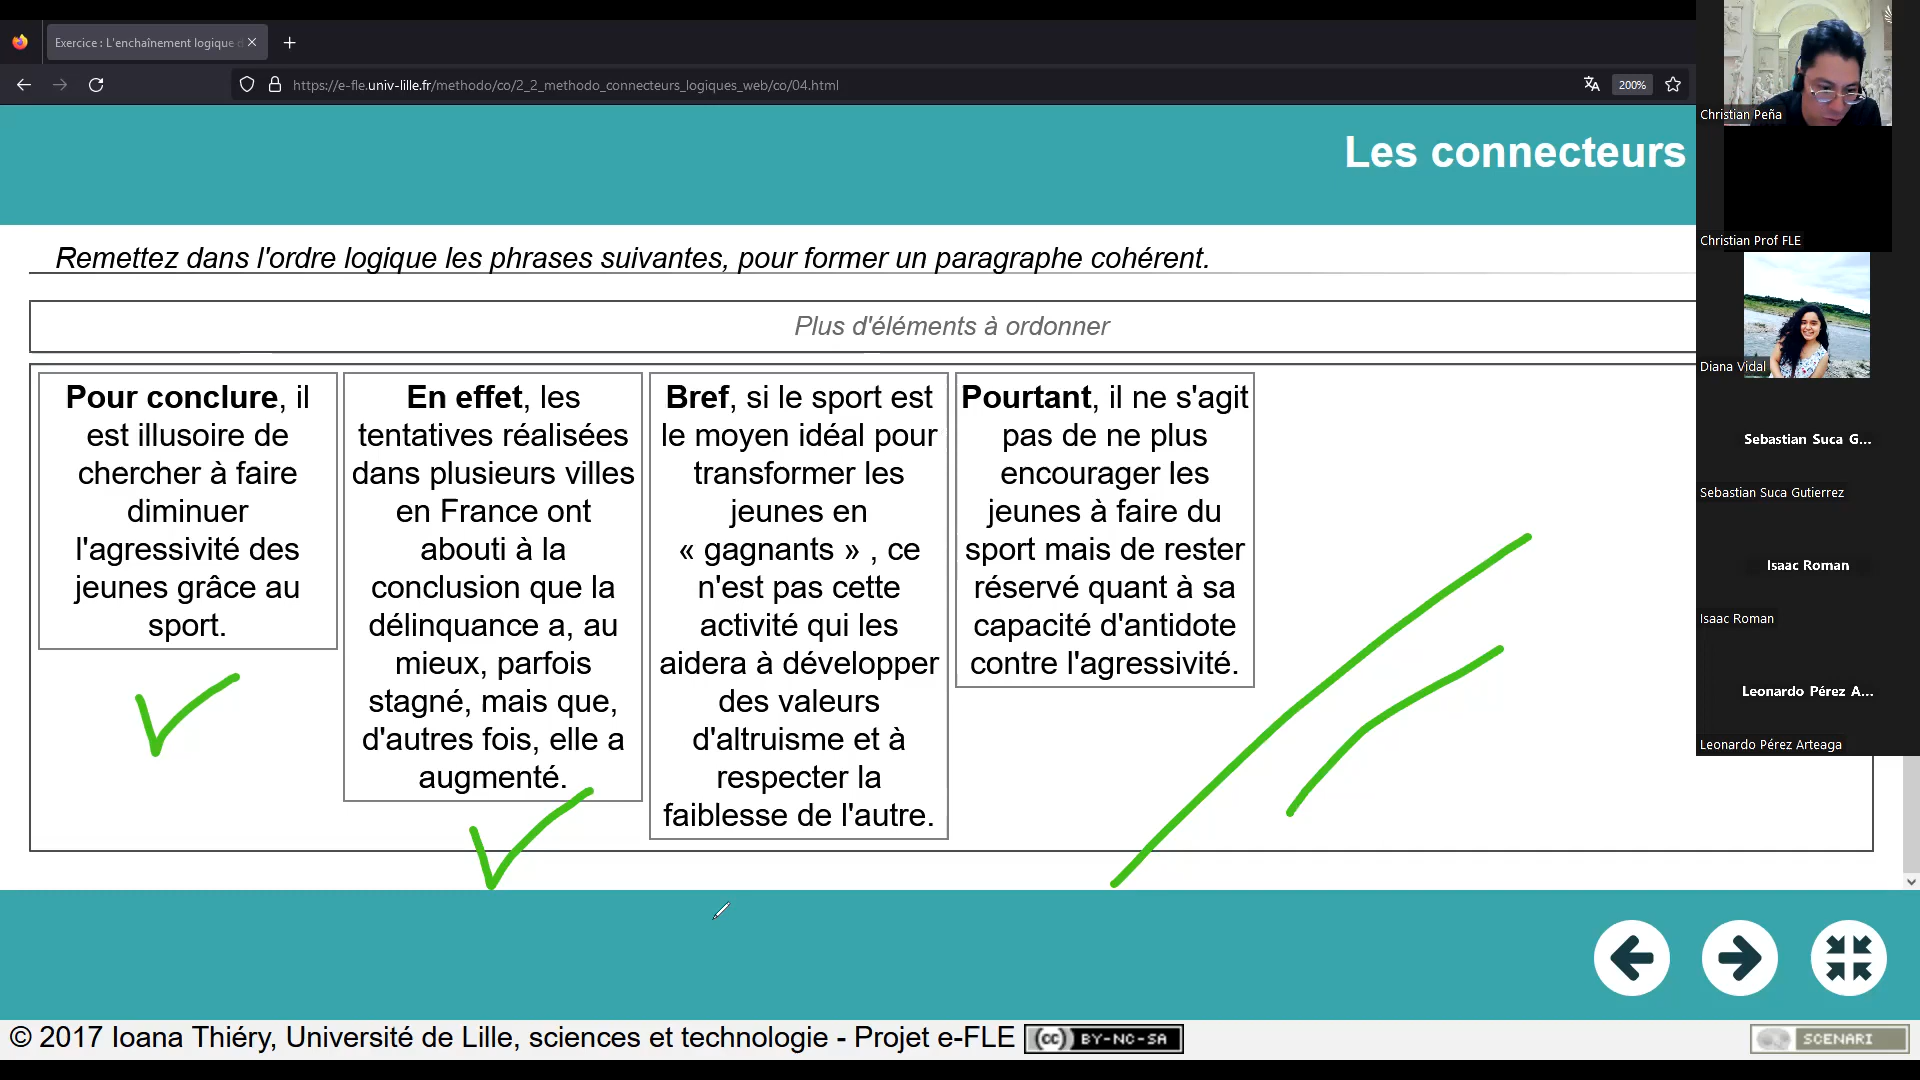 Exercice : L'enchaînement logique d
https://e-fle.univ-lille.fr/methodo/co/2_2_methodo_connecteurs_logiques_web/co/04.html
200%
Les connecteurs
Remettez dans l'ordre logique les phrases suivantes, pour former un paragraphe cohérent.
Plus d'éléments à ordonner
Pour conclure, il
est illusoire de
chercher à faire
diminuer
l'agressivité des
jeunes grâce au
sport.
En effet, les
tentatives réalisées
dans plusieurs villes
en France ont
abouti à la
conclusion que la
délinquance a, au
mieux, parfois
stagné, mais que,
d'autres fois, elle a
augmenté.
Bref, si le sport est
le moyen idéal pour
transformer les
jeunes en
« gagnants » , ce
n'est pas cette
activité qui les
aidera à développer
des valeurs
d'altruisme et à
respecter la
faiblesse de l'autre.
Pourtant, il ne s'agit
pas de ne plus
encourager les
jeunes à faire du
sport mais de rester
réservé quant à sa
capacité d'antidote
contre l'agressivité.
Christian Peña
Christian Prof FLE
Diana Vidal
Sebastian Suca G...
Sebastian Suca Gutierrez
Isaac Roman
Isaac Roman
Leonardo Pérez A...
Leonardo Pérez Arteaga
© 2017 Ioana Thiéry, Université de Lille, sciences et technologie - Projet e-FLE
(cc) BY-NC-SA
SCENARI